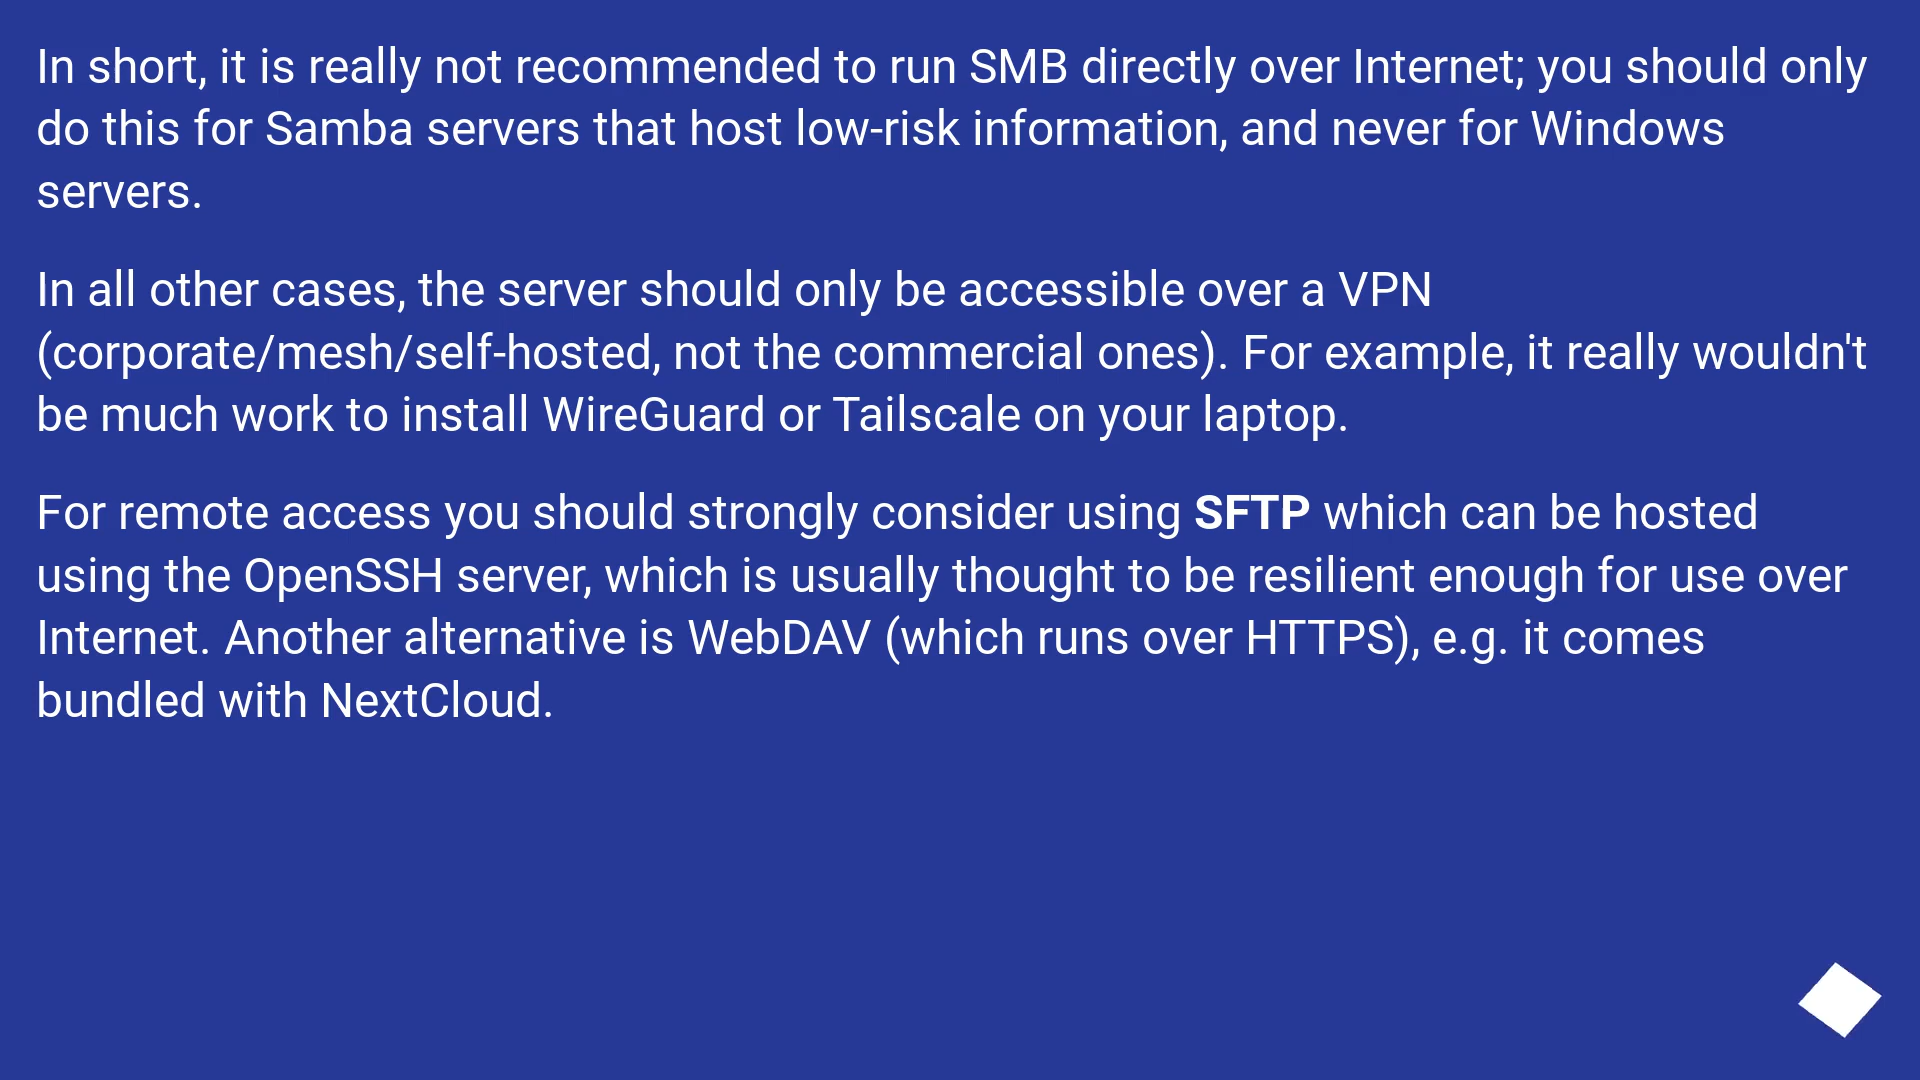 In short, it is really not recommended to run SMB directly over Internet; you should only
do this for Samba servers that host low-risk information, and never for Windows
servers.
In all other cases, the server should only be accessible over a VPN
(corporate/mesh/self-hosted, not the commercial ones). For example, it really wouldn't
be much work to install WireGuard or Tailscale on your laptop.
For remote access you should strongly consider using SFTP which can be hosted
using the OpenSSH server, which is usually thought to be resilient enough for use over
Internet. Another alternative is WebDAV (which runs over HTTPS), e.g. it comes
bundled with NextCloud.